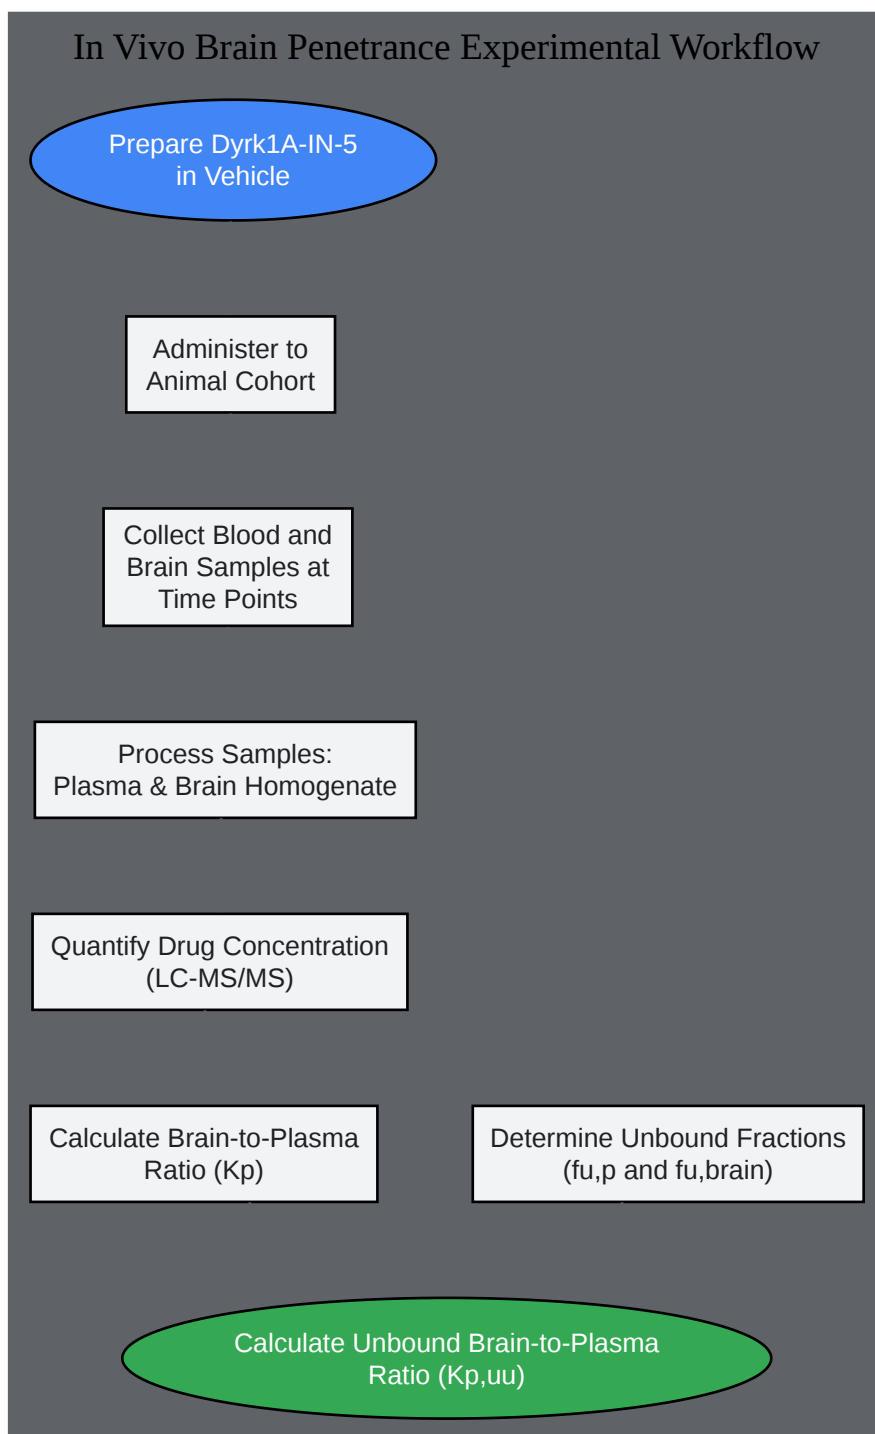 In Vivo Brain Penetrance Experimental Workflow
Prepare Dyrk1A-IN-5
in Vehicle
Administer to
Animal Cohort
Collect Blood and
Brain Samples at
Time Points
Process Samples:
Plasma & Brain Homogenate
Quantify Drug Concentration
(LC-MS/MS)
Calculate Brain-to-Plasma
Ratio (Kp)
Determine Unbound Fractions
(fu,p and fu,brain)
Calculate Unbound Brain-to-Plasma
Ratio (Kp,uu)